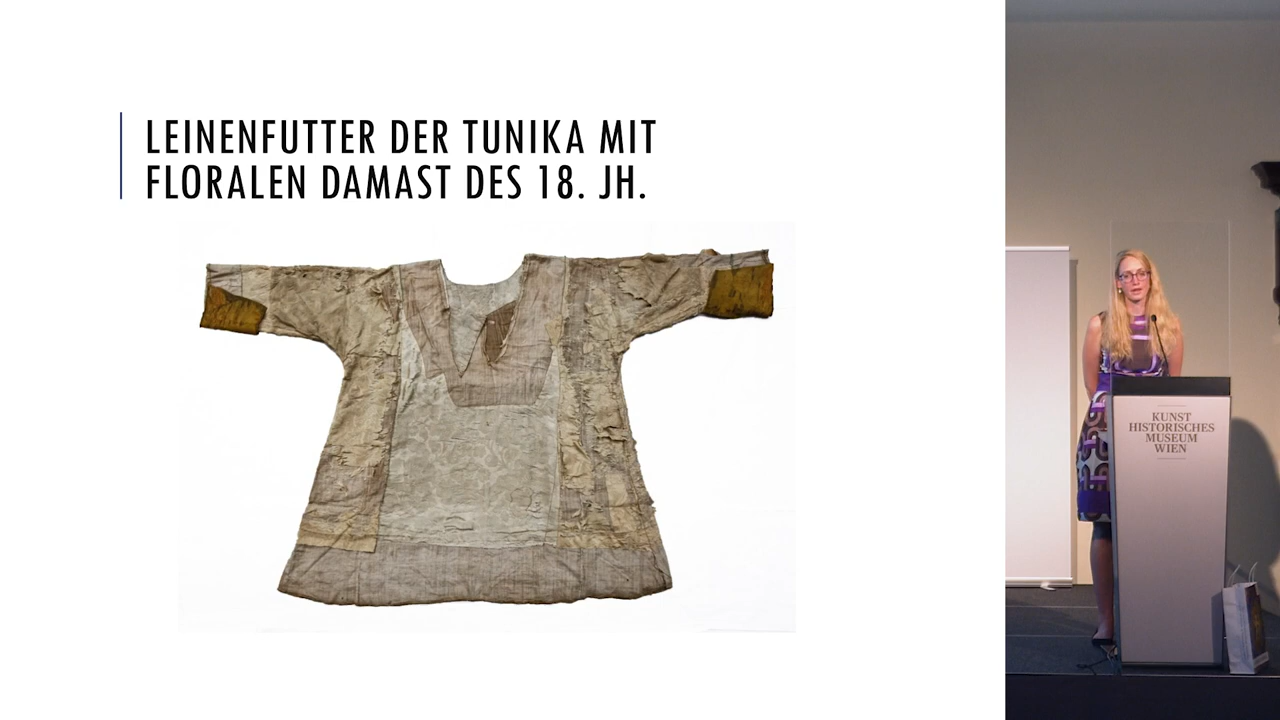 LEINENFUTTER DER TUNIKA MIT
FLORALEN DAMAST DES 18. JH.
KUNST
HISTORISCHES
MUSEUM
WIEN